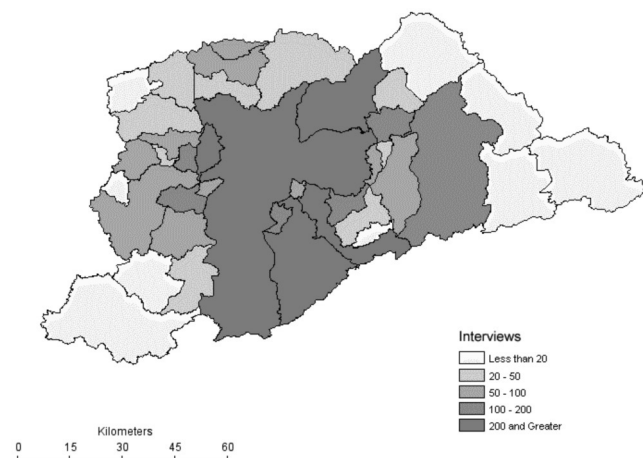 Interviews
Less than 20
20 - 50
50 - 100
100 - 200
200 and Greater
Kilometers
0 15 30 45 60